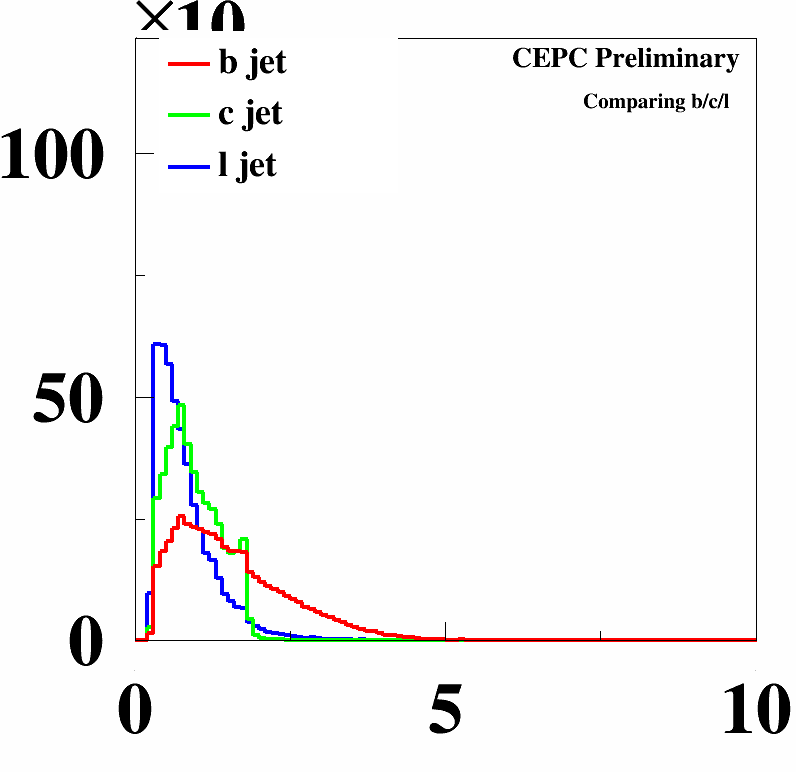 ×10
b jet
CEPC Preliminary
c jet
Comparing b/c/l
l jet
100
50
0
0 5 10